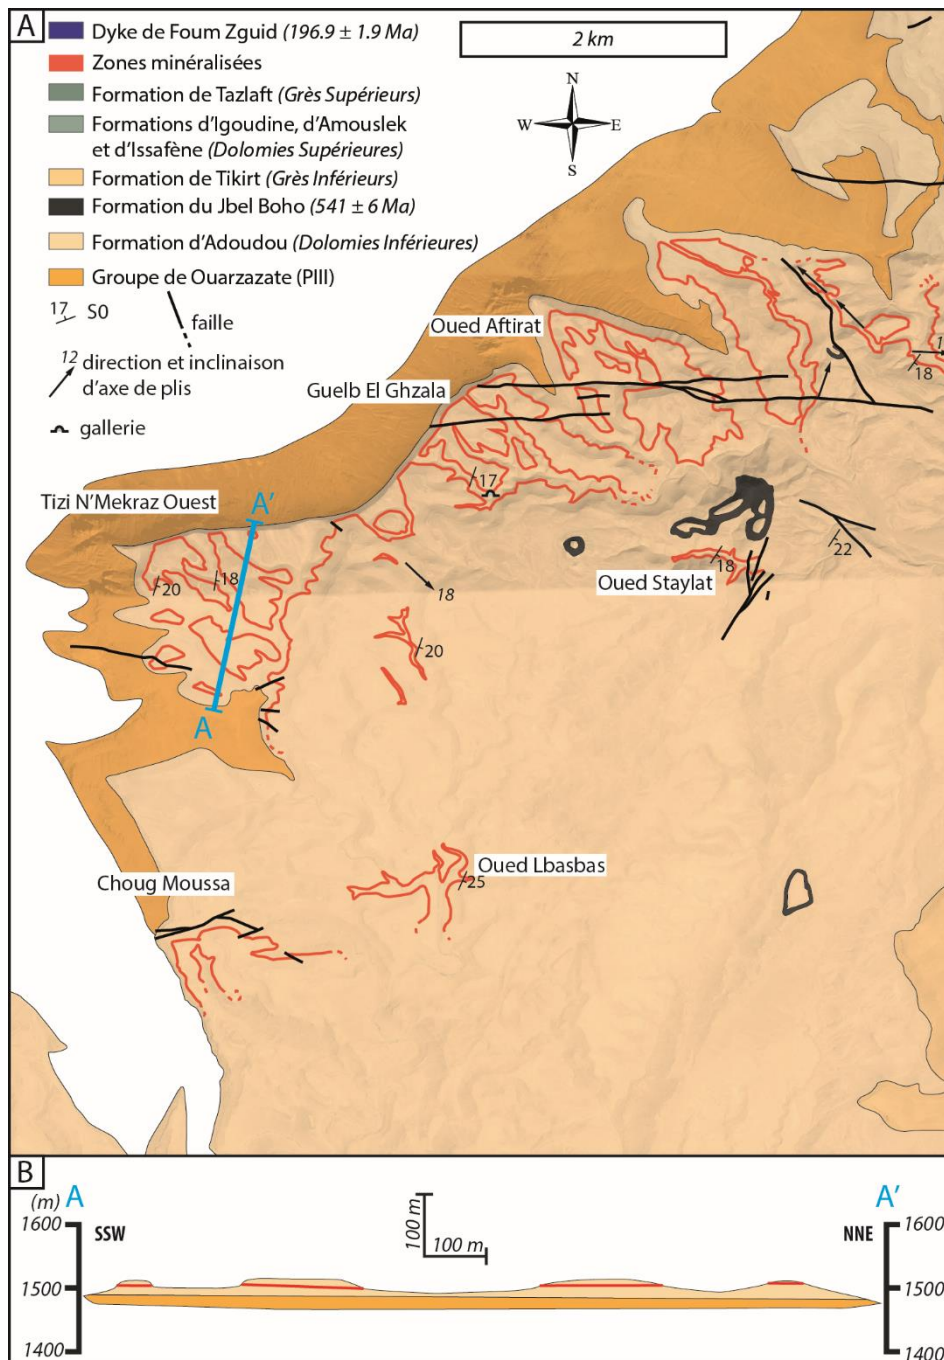 A
Dyke de Foum Zguid (196.9 ± 1.9 Ma)
Zones minéralisées
Formation de Tazlaft (Grès Supérieurs)
Formations d'Igoudine, d'Amouslek
et d'Issafène (Dolomies Supérieures)
Formation de Tikirt (Grès Inférieurs)
Formation du Jbel Boho (541 ± 6 Ma)
Formation d'Adoudou (Dolomies Inférieures)
Groupe de Ouarzazate (PIII)
17 S0
faille
12 direction et inclinaison
d'axe de plis
gallerie
2 km
N
W E
S
Oued Aftirat
18
Guelb El Ghzala
17
Tizi N'Mekraz Ouest
A'
20
18
18
22
18
Oued Staylat
20
A
Oued Lbasbas
25
Choug Moussa
B
(m) A A'
1600 SSW 100 m NNE 1600
100 m
1500 1500
1400 1400